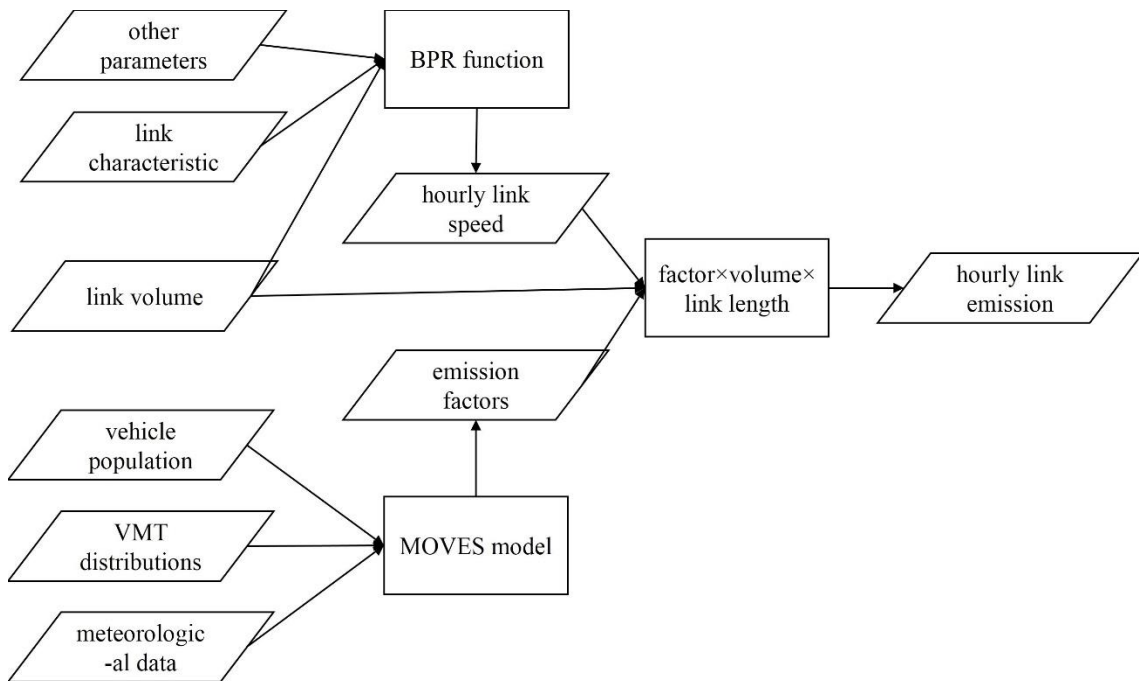 other
parameters
BPR function
link
characteristic
hourly link
speed
link volume
factor×volume×
link length
hourly link
emission
emission
factors
vehicle
population
VMT
distributions
MOVES model
meteorologic
-al data